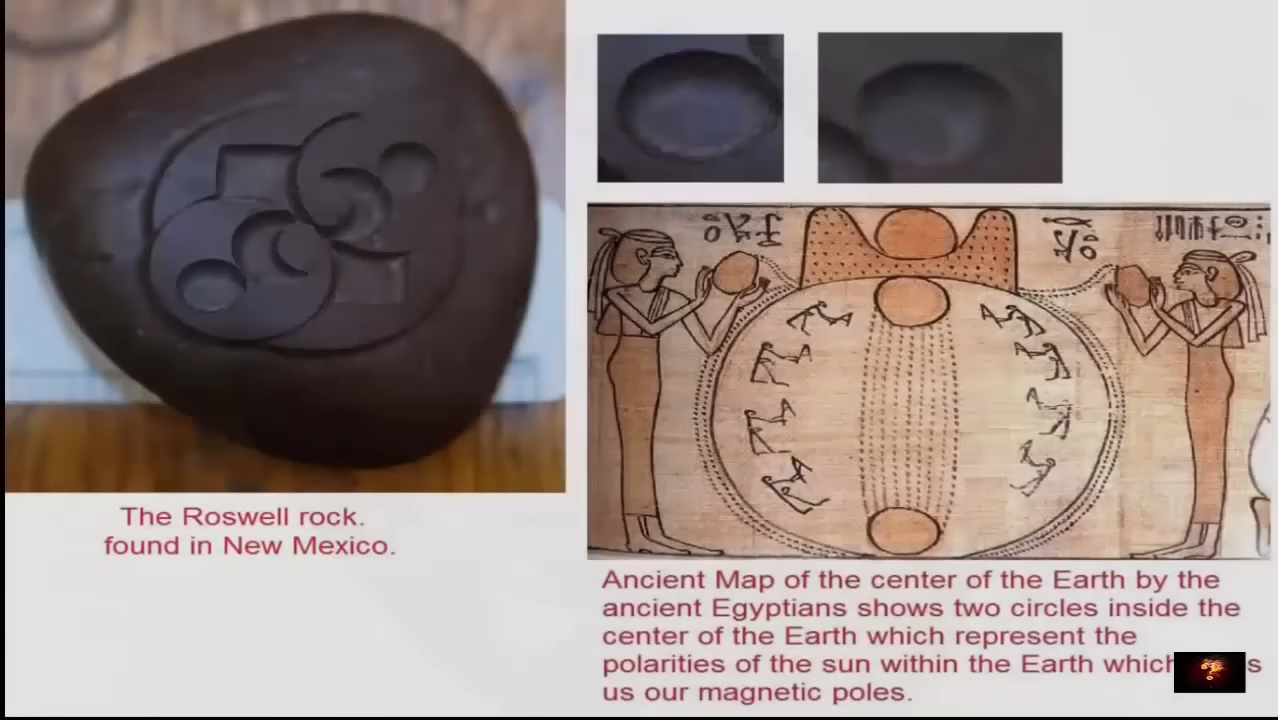 The Roswell rock.
found in New Mexico.
Ancient Map of the center of the Earth by the
ancient Egyptians shows two circles inside the
center of the Earth which represent the
polarities of the sun within the Earth which
us our magnetic poles.
?